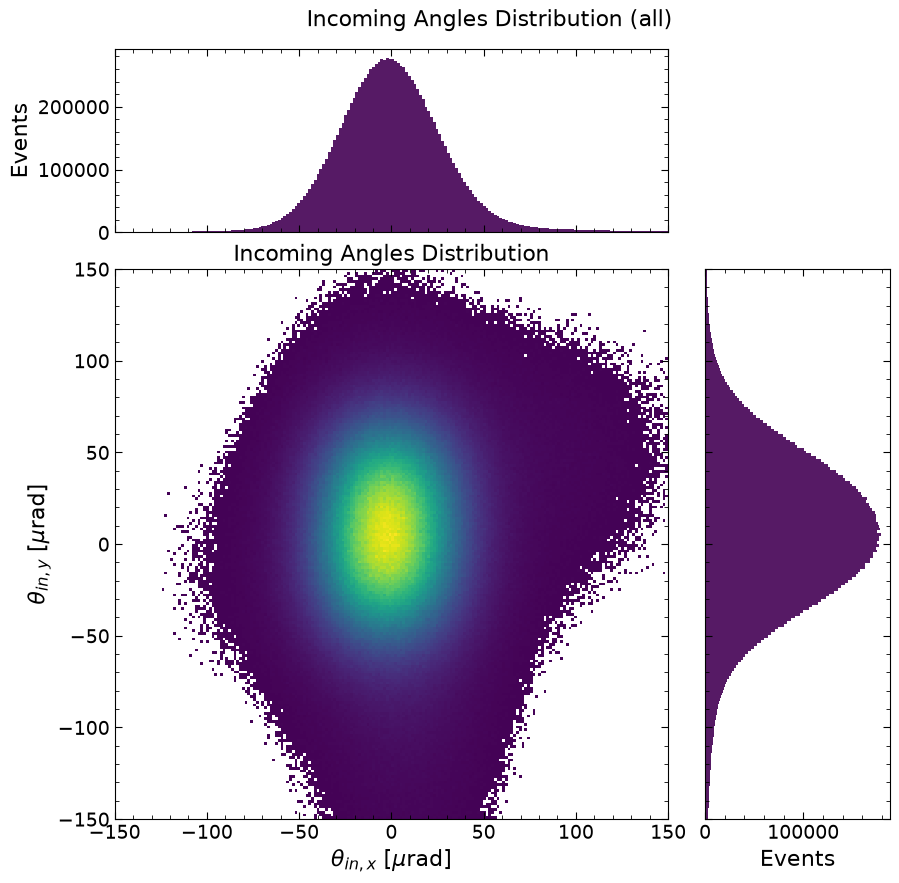 Incoming Angles Distribution (all)
Events
200000
100000
0
Incoming Angles Distribution
150
100
50
0
−50
−100
−150
θin,y [μrad]
−150 −100 −50 0 50 100 150
θin,x [μrad]
0 100000
Events